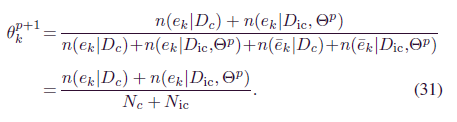 θ_k^{p+1} = \frac{n(e_k|D_c) + n(e_k|D_{ic}, Θ^p)}{n(e_k|D_c)+n(e_k|D_{ic},Θ^p)+n(\bar{e}_k|D_c)+n(\bar{e}_k|D_{ic},Θ^p)}
= \frac{n(e_k|D_c) + n(e_k|D_{ic}, Θ^p)}{N_c + N_{ic}}. (31)